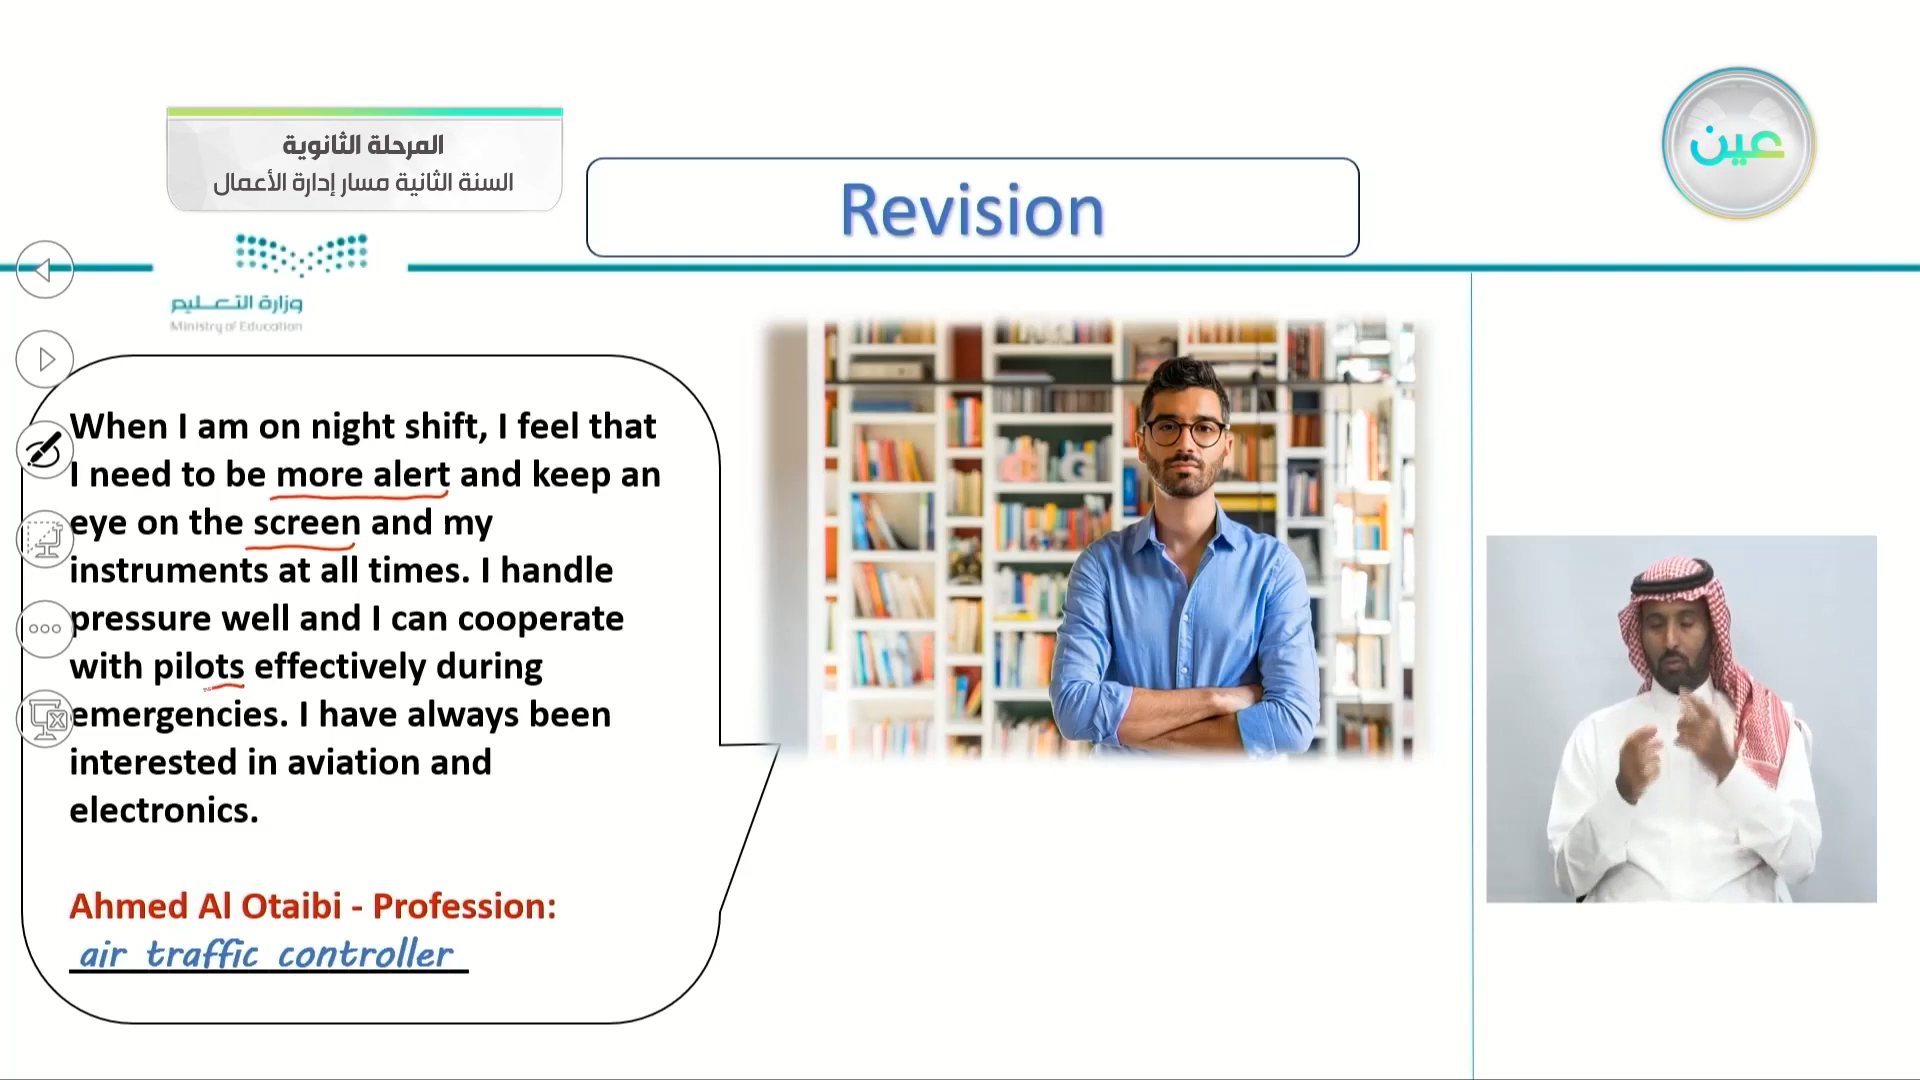 المرحلة الثانوية
السنة الثانية مسار إدارة الأعمال
عين
Revision
وزارة التعليم
Ministry of Education
When I am on night shift, I feel that
I need to be more alert and keep an
eye on the screen and my
instruments at all times. I handle
pressure well and I can cooperate
with pilots effectively during
emergencies. I have always been
interested in aviation and
electronics.
Ahmed Al Otaibi - Profession:
air traffic controller